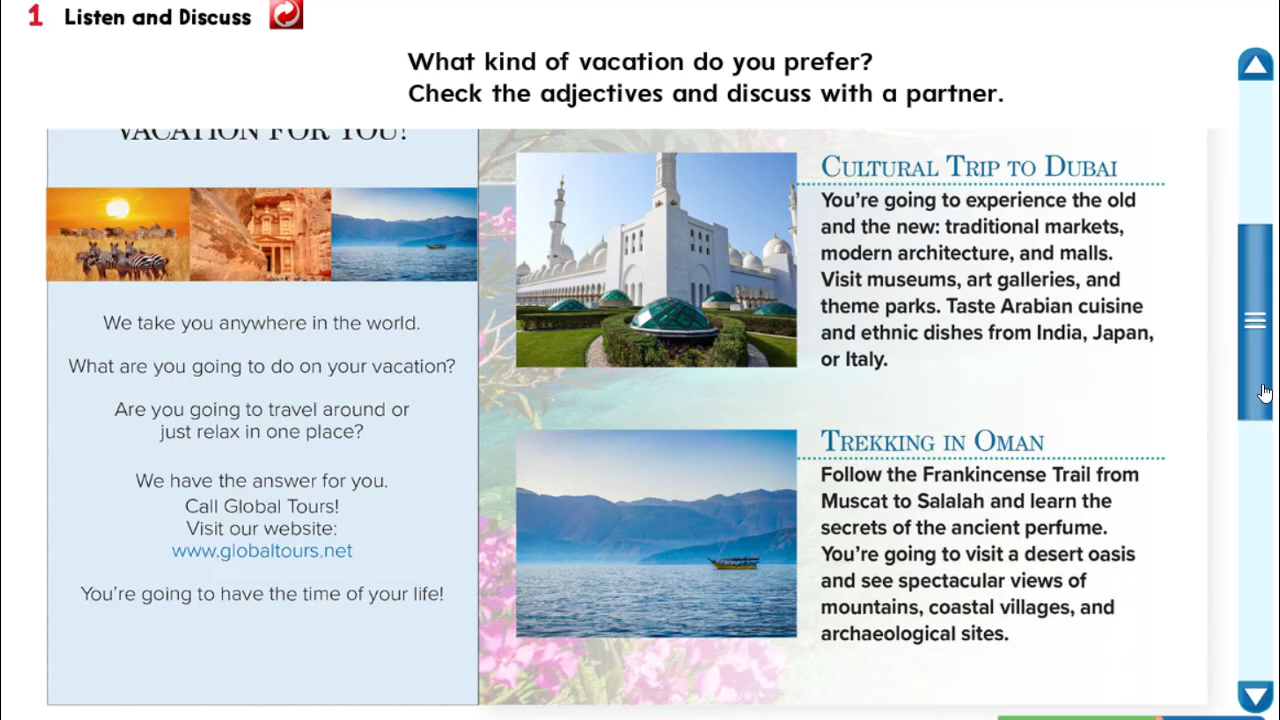 1 Listen and Discuss
What kind of vacation do you prefer?
Check the adjectives and discuss with a partner.
VACATION FOR YOU!
We take you anywhere in the world.
What are you going to do on your vacation?
Are you going to travel around or
just relax in one place?
We have the answer for you.
Call Global Tours!
Visit our website:
www.globaltours.net
You're going to have the time of your life!
CULTURAL TRIP TO DUBAI
You're going to experience the old
and the new: traditional markets,
modern architecture, and malls.
Visit museums, art galleries, and
theme parks. Taste Arabian cuisine
and ethnic dishes from India, Japan,
or Italy.
TREKKING IN OMAN
Follow the Frankincense Trail from
Muscat to Salalah and learn the
secrets of the ancient perfume.
You're going to visit a desert oasis
and see spectacular views of
mountains, coastal villages, and
archaeological sites.